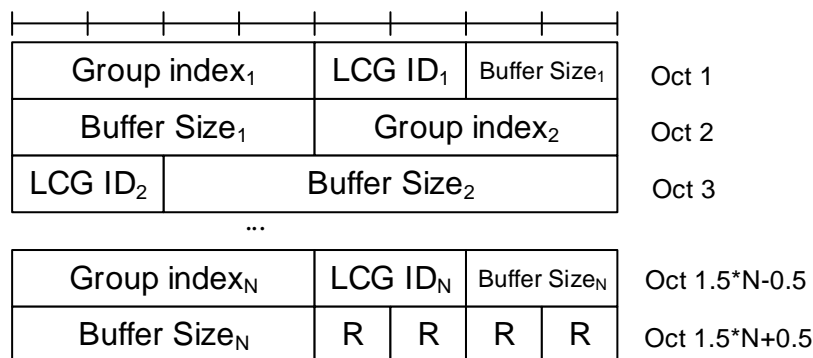 Group index₁ LCG ID₁ Buffer Size₁ Oct 1
Buffer Size₁ Group index₂ Oct 2
LCG ID₂ Buffer Size₂ Oct 3
...
Group indexN LCG IDN Buffer SizeN Oct 1.5*N-0.5
Buffer SizeN R R R R Oct 1.5*N+0.5